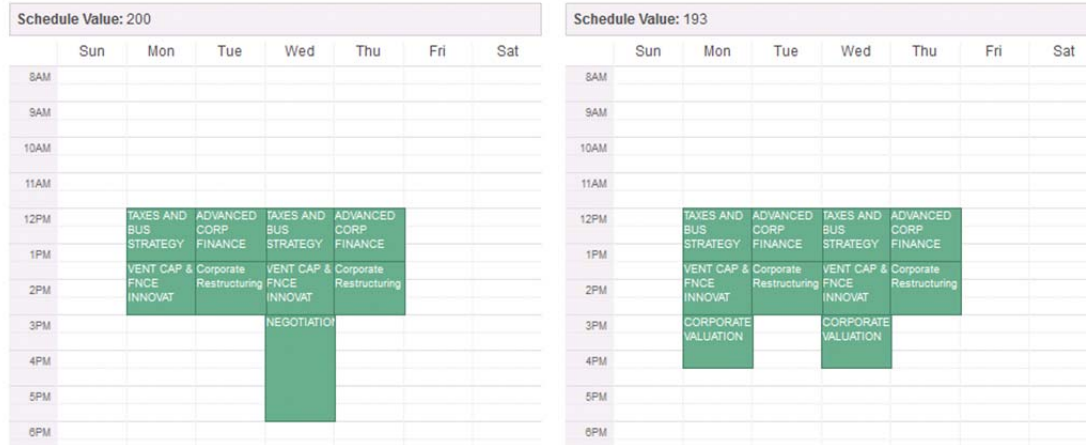 Schedule Value: 200
Sun Mon Tue Wed Thu Fri Sat
8AM
9AM
10AM
11AM
12PM
1PM
2PM
3PM
4PM
5PM
6PM
TAXES AND
BUS
STRATEGY
ADVANCED
CORP
FINANCE
TAXES AND
BUS
STRATEGY
ADVANCED
CORP
FINANCE
VENT CAP &
FNCE
INNOVAT
Corporate
Restructuring
VENT CAP &
FNCE
INNOVAT
Corporate
Restructuring
NEGOTIATION
Schedule Value: 193
Sun Mon Tue Wed Thu Fri Sat
8AM
9AM
10AM
11AM
12PM
1PM
2PM
3PM
4PM
5PM
6PM
TAXES AND
BUS
STRATEGY
ADVANCED
CORP
FINANCE
TAXES AND
BUS
STRATEGY
ADVANCED
CORP
FINANCE
VENT CAP &
FNCE
INNOVAT
Corporate
Restructuring
VENT CAP &
FNCE
INNOVAT
Corporate
Restructuring
CORPORATE
VALUATION
CORPORATE
VALUATION